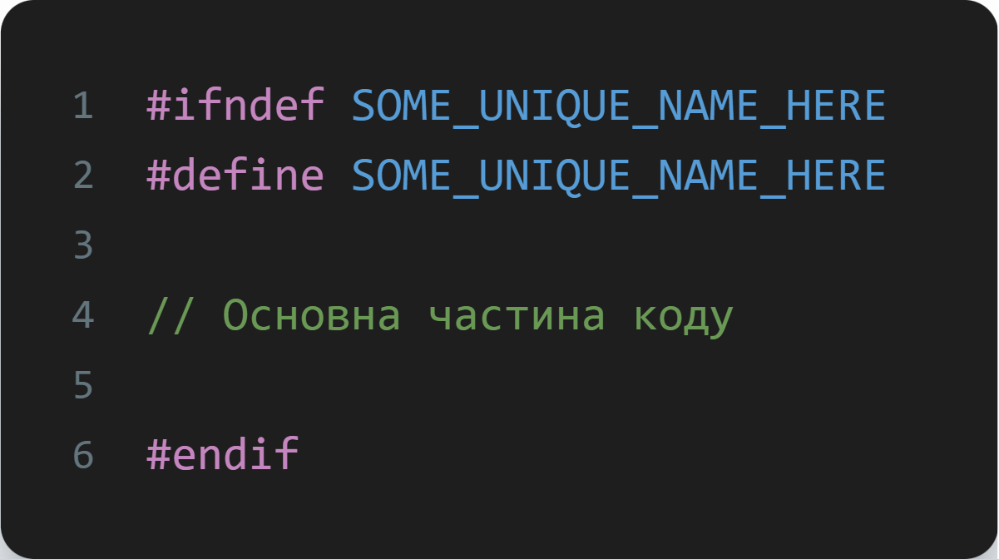 1 #ifndef SOME_UNIQUE_NAME_HERE
2 #define SOME_UNIQUE_NAME_HERE
3
4 // Основна частина коду
5
6 #endif